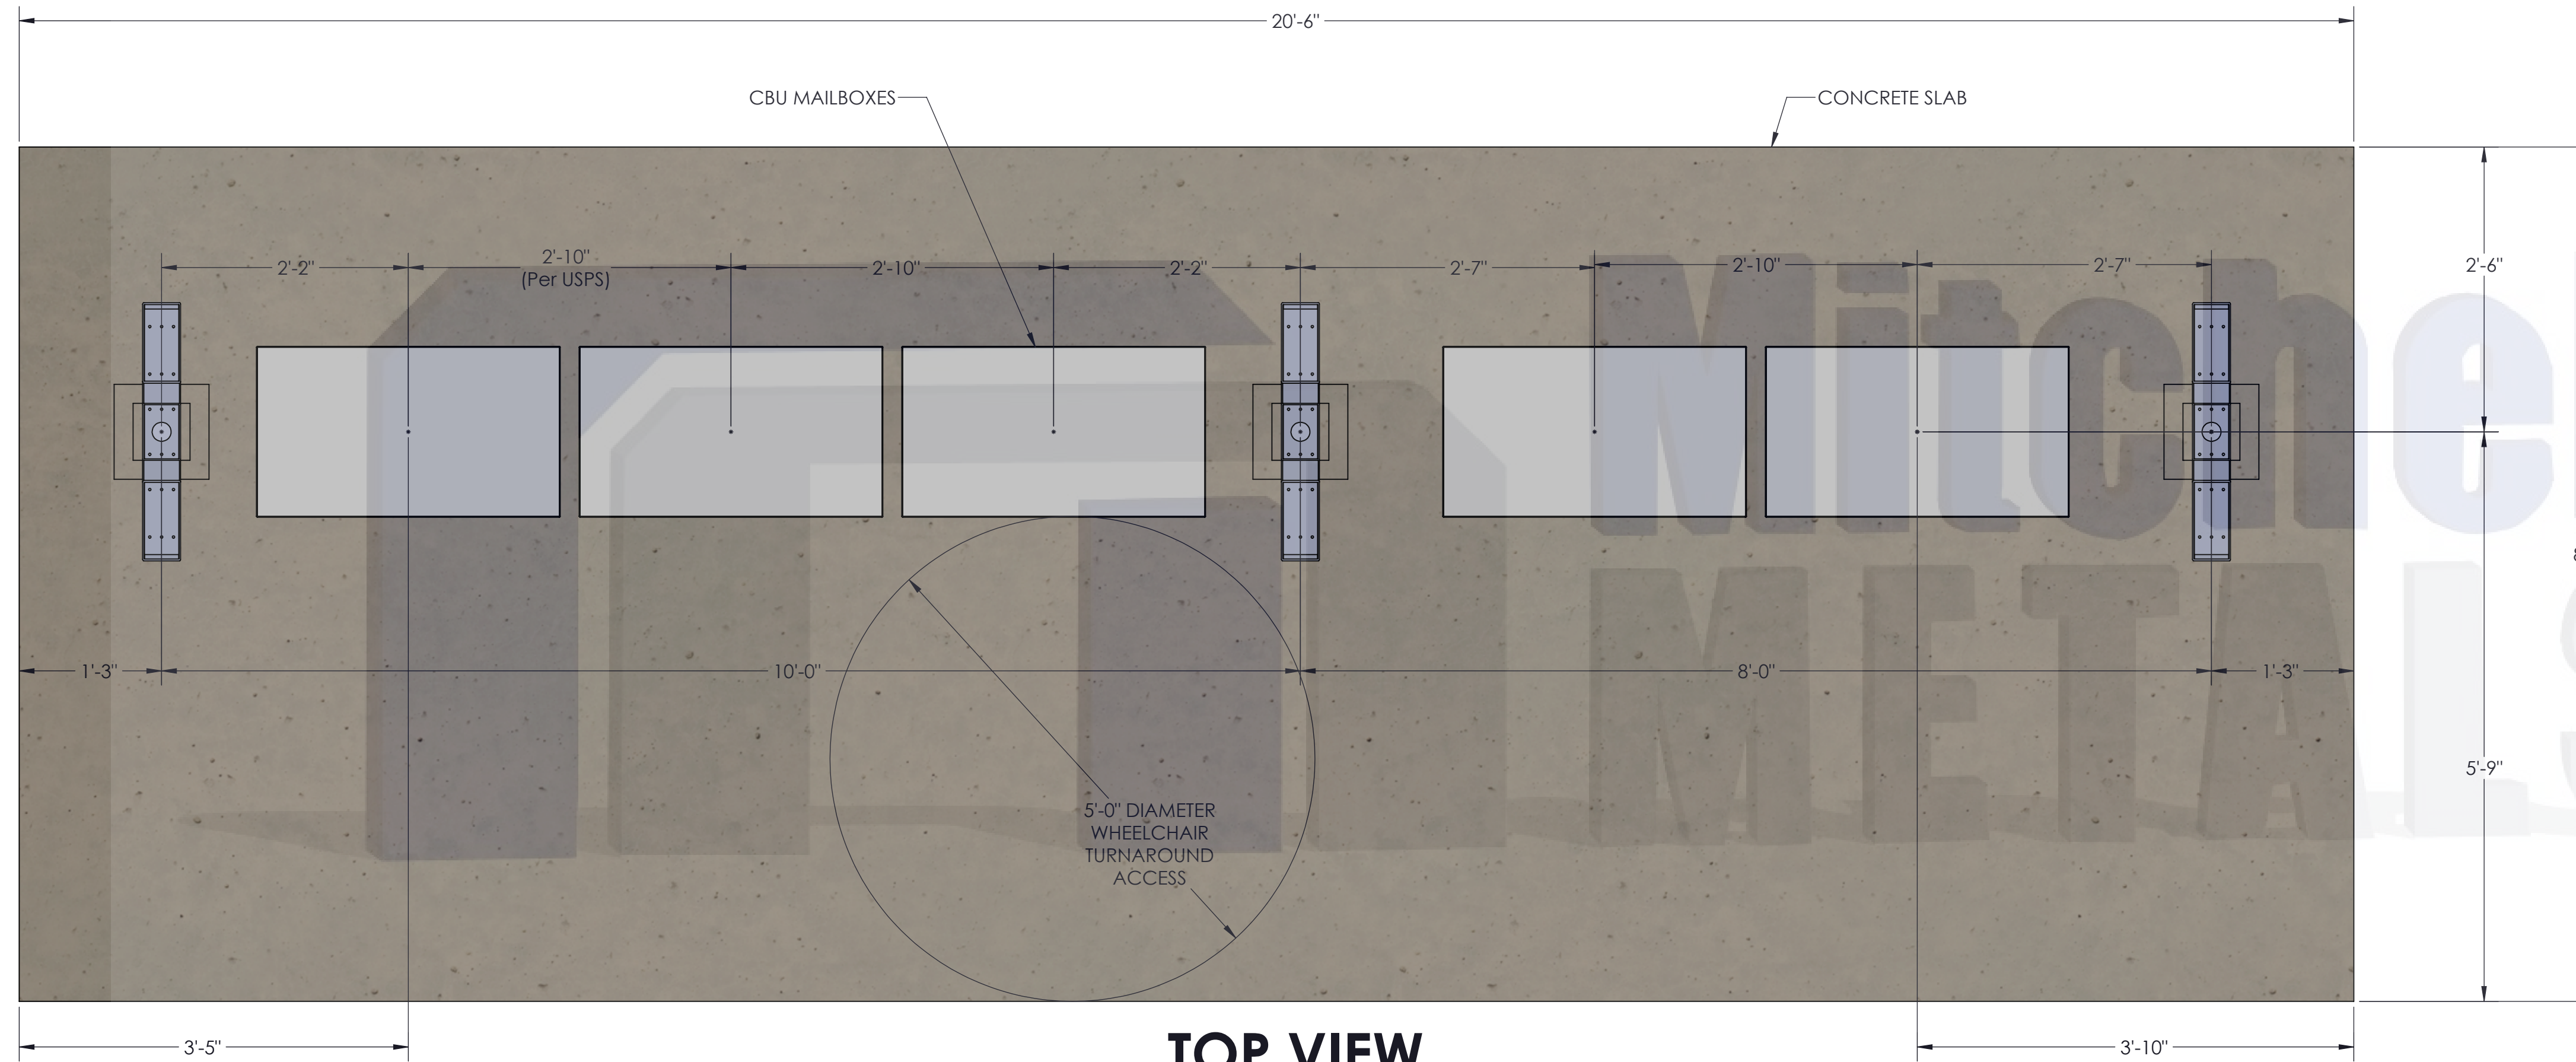 20'-6"
CBU MAILBOXES
CONCRETE SLAB
2'-2"
2'-10"
(Per USPS)
2'-10"
2'-2"
2'-7"
2'-10"
2'-7"
2'-6"
1'-3"
10'-0"
8'-0"
1'-3"
5'-9"
5'-0" DIAMETER
WHEELCHAIR
TURNAROUND
ACCESS
3'-5"
3'-10"
TOP VIEW
Mitchel
METALS